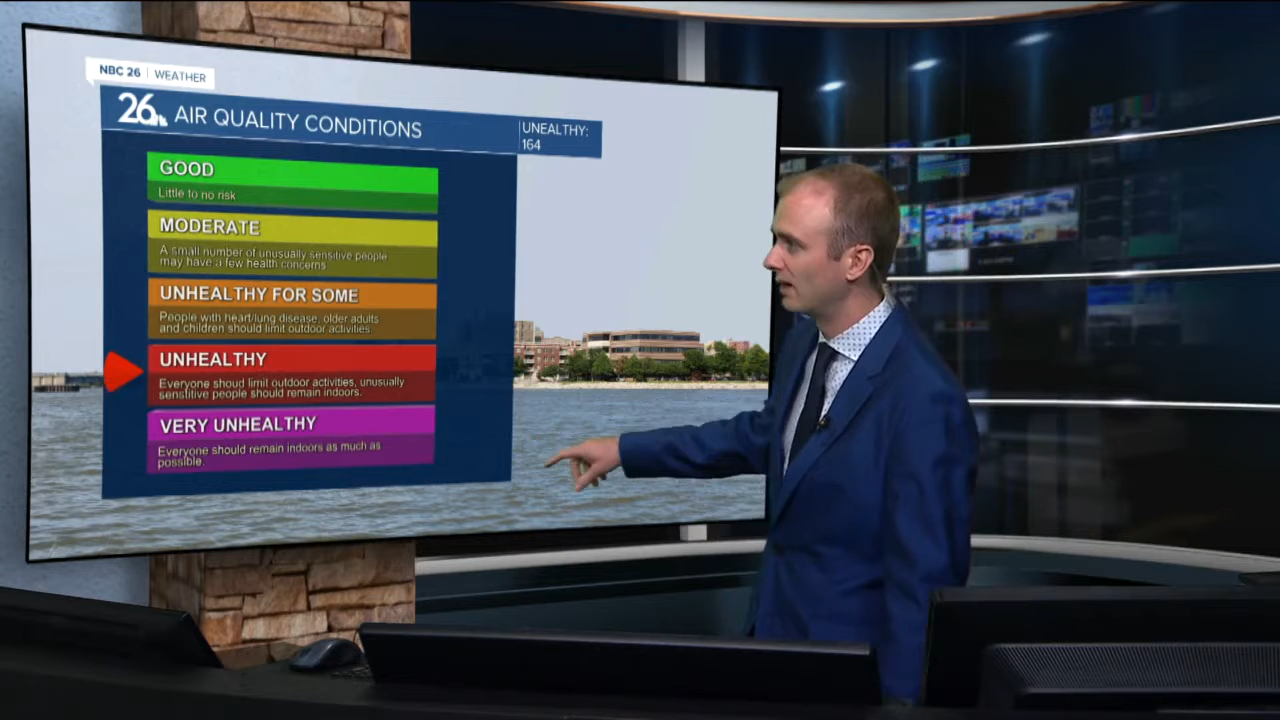 NBC 26 | WEATHER
26 AIR QUALITY CONDITIONS
UNEALTHY:
164
GOOD
Little to no risk
MODERATE
A small number of unusually sensitive people
may have a few health concerns
UNHEALTHY FOR SOME
People with heart/lung disease, older adults
and children should limit outdoor activities.
UNHEALTHY
Everyone shoud limit outdoor activities, unusually
sensitive people should remain indoors.
VERY UNHEALTHY
Everyone should remain indoors as much as
possible.